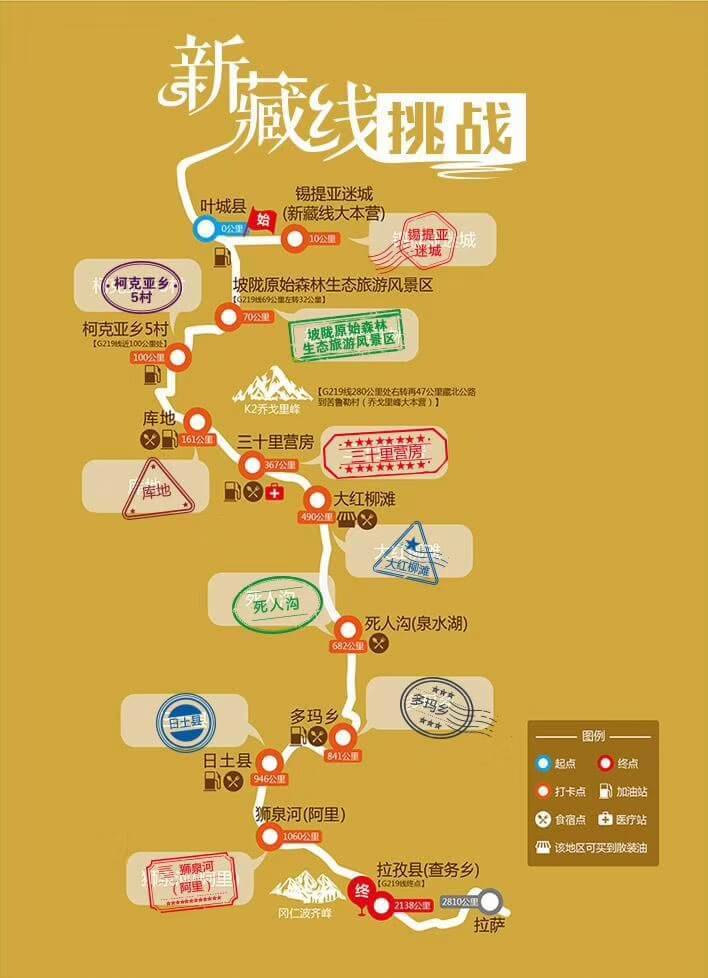 新藏线挑战
叶城县
0公里
始
锡提亚迷城
(新藏线大本营)
10公里
锡提亚
迷城
坡陇原始森林生态旅游风景区
【G219线69公里左转32公里】
70公里
坡陇原始森林
生态旅游风景区
柯克亚乡
5村
柯克亚乡5村
【G219线近100公里处】
100公里
K2乔戈里峰
【G219线280公里处右转再47公里藏北公路
到苦鲁勒村（乔戈里峰大本营）】
库地
161公里
库地
三十里营房
367公里
三十里营房
大红柳滩
490公里
大红柳滩
死人沟
死人沟(泉水湖)
682公里
多玛乡
多玛乡
841公里
日土县
日土县
946公里
狮泉河(阿里)
1060公里
狮泉河
（阿里）
冈仁波齐峰
终
拉孜县(查务乡)
【G219线终点】
2138公里
2810公里
拉萨
图例
起点
终点
打卡点
加油站
食宿点
医疗站
该地区可买到散装油